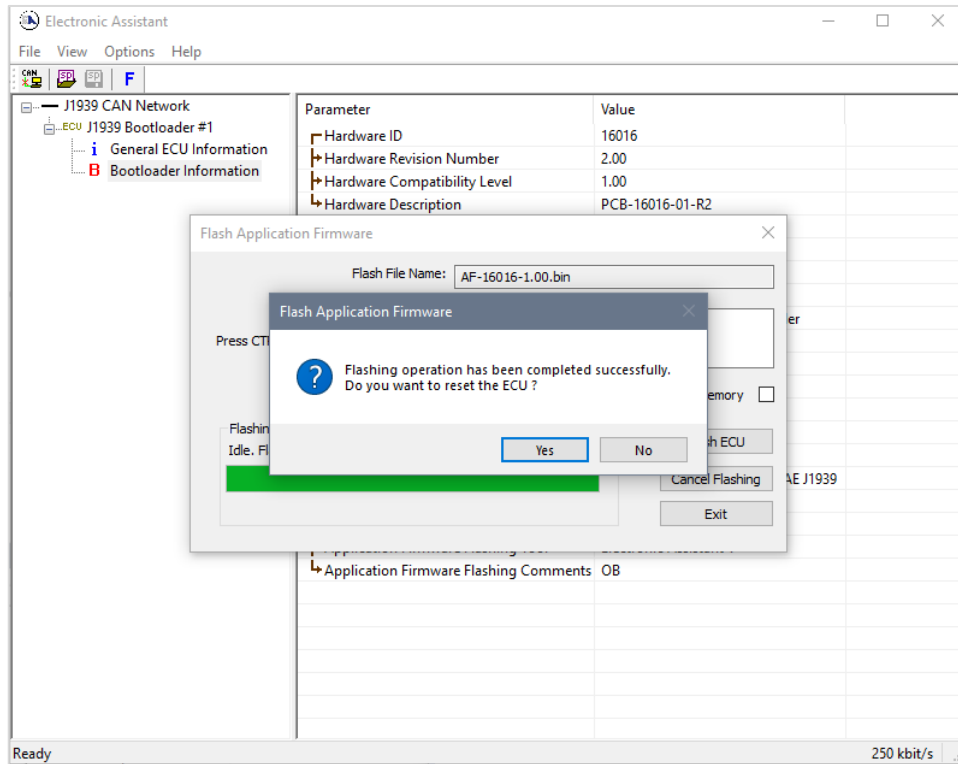 Electronic Assistant
File View Options Help
CAN SP SP F
J1939 CAN Network
ECU J1939 Bootloader #1
i General ECU Information
B Bootloader Information
Parameter Value
Hardware ID 16016
Hardware Revision Number 2.00
Hardware Compatibility Level 1.00
Hardware Description PCB-16016-01-R2
Flash Application Firmware
Flash File Name: AF-16016-1.00.bin
Flash Application Firmware
er
Press CT
? Flashing operation has been completed successfully.
Do you want to reset the ECU ?
emory
Flashin
Idle. Fl
Yes No
sh ECU
Cancel Flashing
AE J1939
Exit
Application Firmware Flashing Comments OB
Ready 250 kbit/s